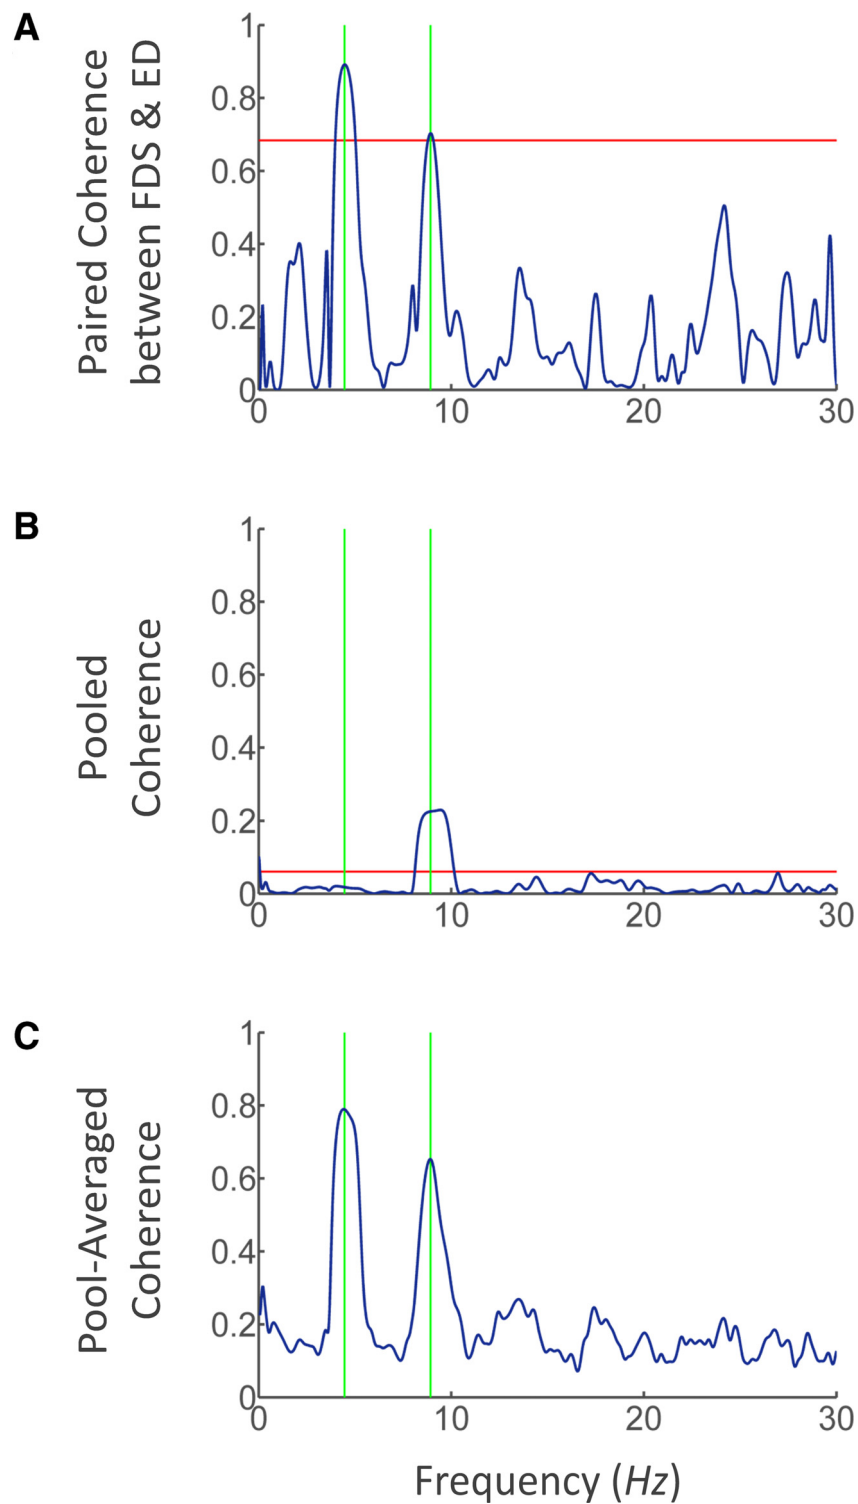 A
Paired Coherence
between FDS & ED
1
0.8
0.6
0.4
0.2
0
0 10 20 30
B
Pooled
Coherence
1
0.8
0.6
0.4
0.2
0
0 10 20 30
C
Pool-Averaged
Coherence
1
0.8
0.6
0.4
0.2
0
0 10 20 30
Frequency (Hz)